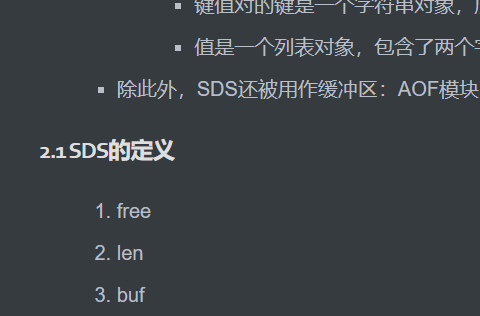 键值对的键是一个字符串对象，
值是一个列表对象，包含了两个字
除此外，SDS还被用作缓冲区：AOF模块
2.1 SDS的定义
1. free
2. len
3. buf